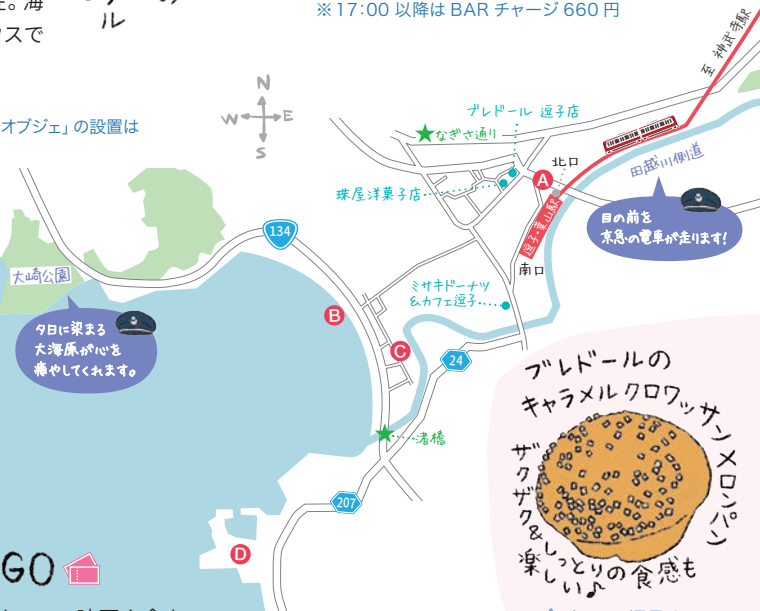 ル
。海
スで
※17:00 以降は BAR チャージ 660 円
オブジェ」の設置は
N
W
E
S
至 神武寺駅
ブレドール 逗子店
★なぎさ通り
北口
A
田越川側道
珠屋洋菓子店
逗子・葉山駅
目の前を
京急の電車が走ります!
南口
134
大崎公園
夕日に染まる
大海原が心を
癒やしてくれます。
ミサキドーナツ
&カフェ逗子
B
C
24
★渚橋
207
D
ブレドールの
キャラメルクロワッサンメロンパン
ザクザク&しっとりの食感も
楽しい♪
GO